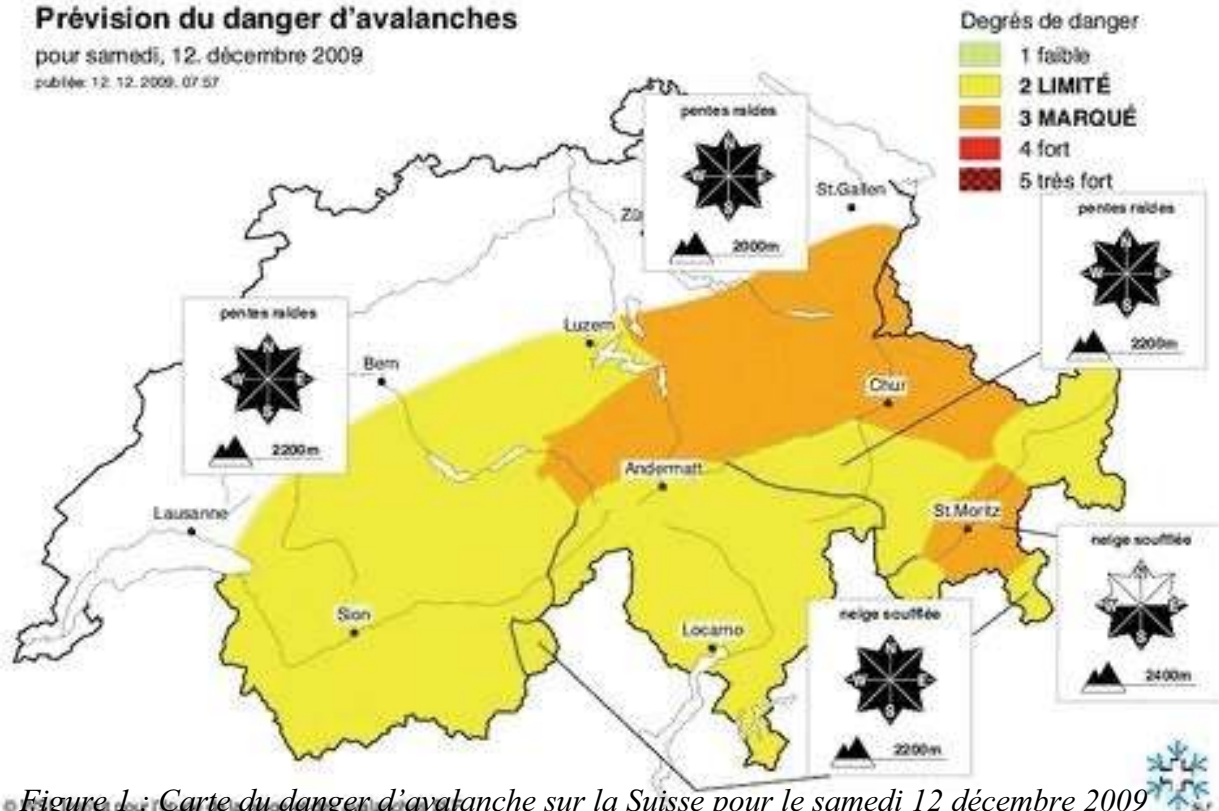 Prévision du danger d'avalanches
pour samedi, 12. décembre 2009
publiée: 12. 12. 2009, 07:57
Degrés de danger
1 faible
2 LIMITÉ
3 MARQUÉ
4 fort
5 très fort
pentes raides
N
W E
S
2000m
St.Gallen
pentes raides
N
W E
S
2200m
pentes raides
N
W E
S
2200m
Luzern
Bern
Chur
Andermatt
Lausanne
St.Moritz
neige soufflée
W E
S
2400m
Sion
Locarno
neige soufflée
N
W E
S
2200m
Figure 1 : Carte du danger d'avalanche sur la Suisse pour le samedi 12 décembre 2009